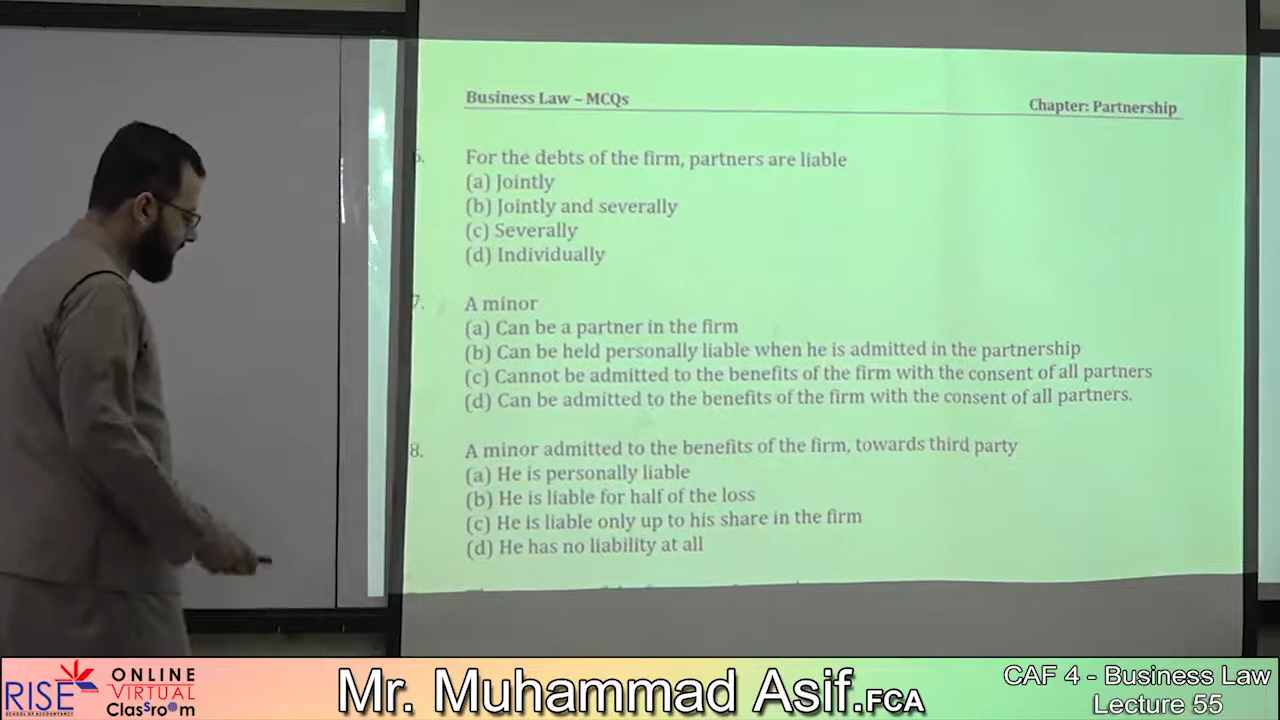 Business Law – MCQs
Chapter: Partnership
6. For the debts of the firm, partners are liable
(a) Jointly
(b) Jointly and severally
(c) Severally
(d) Individually
7. A minor
(a) Can be a partner in the firm
(b) Can be held personally liable when he is admitted in the partnership
(c) Cannot be admitted to the benefits of the firm with the consent of all partners
(d) Can be admitted to the benefits of the firm with the consent of all partners.
8. A minor admitted to the benefits of the firm, towards third party
(a) He is personally liable
(b) He is liable for half of the loss
(c) He is liable only up to his share in the firm
(d) He has no liability at all
RISE
SCHOOL OF ACCOUNTANCY
ONLINE
VIRTUAL
ClasSroom
Mr. Muhammad Asif.FCA
CAF 4 - Business Law
Lecture 55